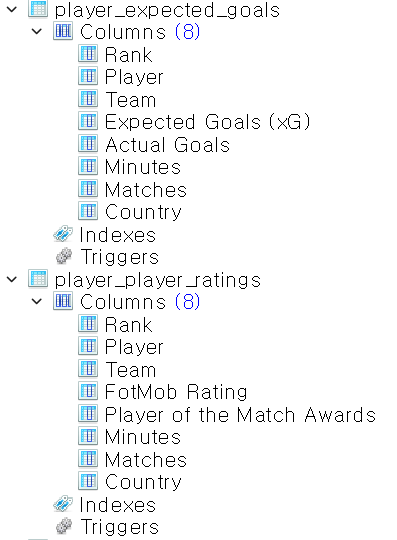 player_expected_goals
Columns (8)
Rank
Player
Team
Expected Goals (xG)
Actual Goals
Minutes
Matches
Country
Indexes
Triggers
player_player_ratings
Columns (8)
Rank
Player
Team
FotMob Rating
Player of the Match Awards
Minutes
Matches
Country
Indexes
Triggers